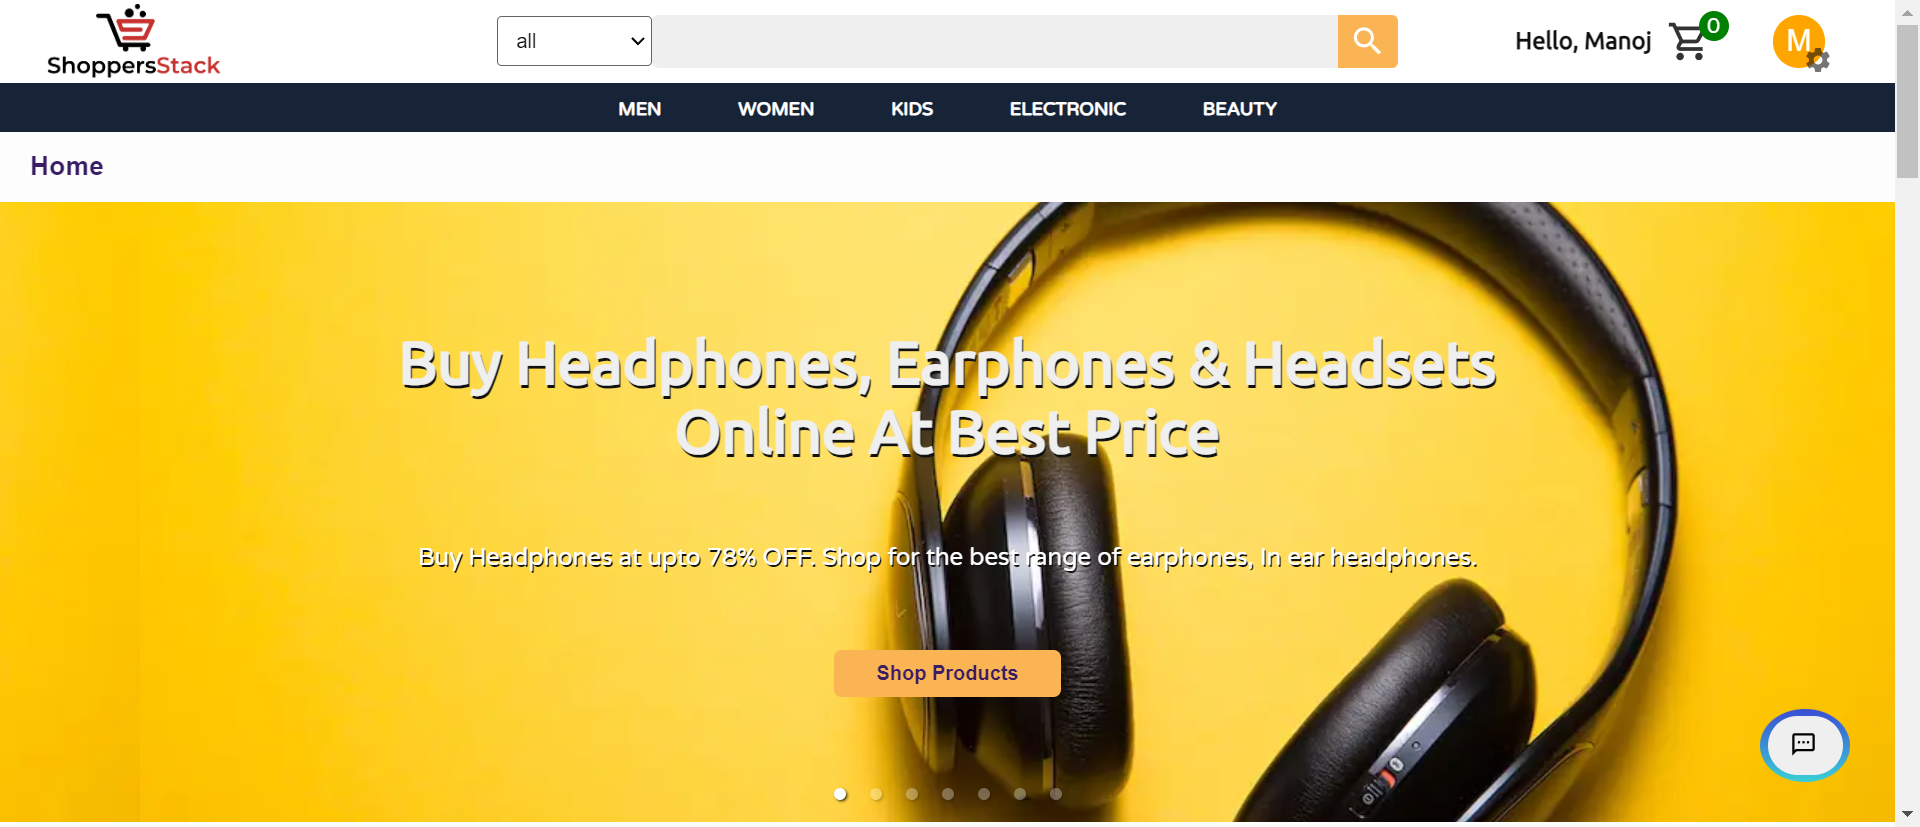 ShoppersStack
all
Hello, Manoj
0
M
MEN WOMEN KIDS ELECTRONIC BEAUTY
Home
Buy Headphones, Earphones & Headsets
Online At Best Price
Buy Headphones at upto 78% OFF. Shop for the best range of earphones, In ear headphones.
Shop Products